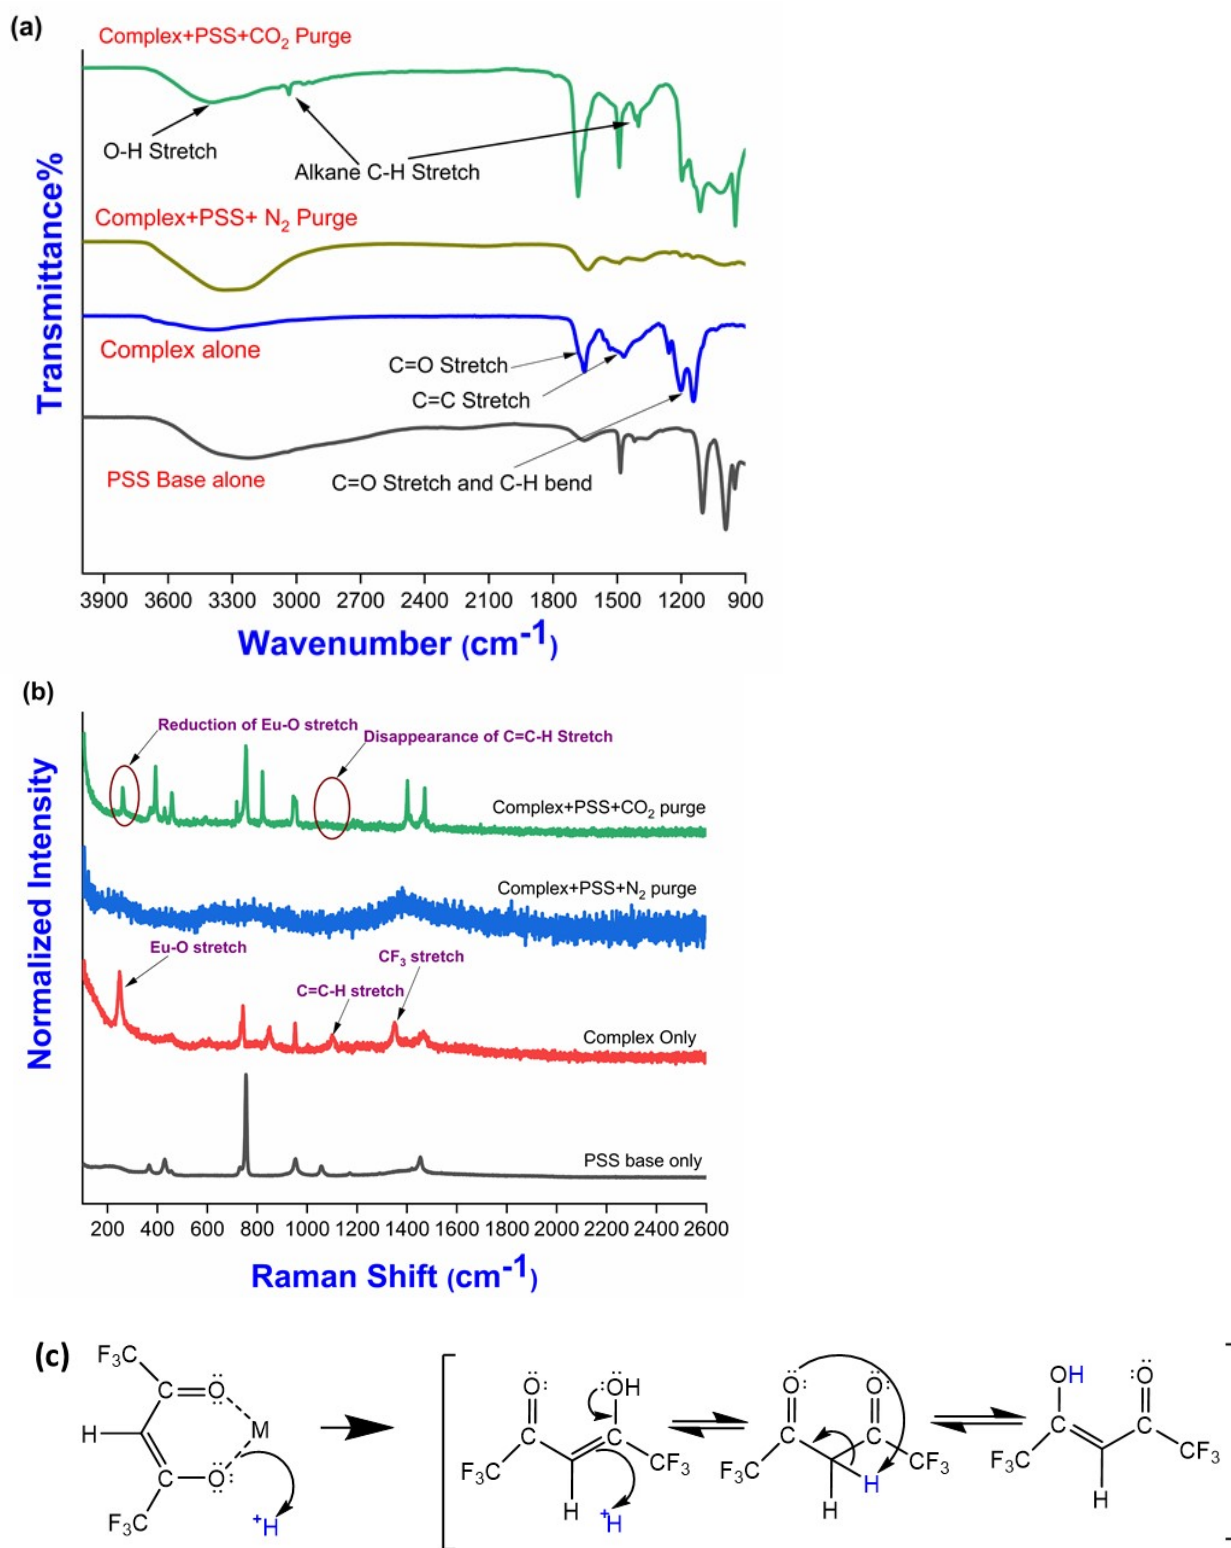 (a)
Complex+PSS+CO₂ Purge
O-H Stretch
Alkane C-H Stretch
Complex+PSS+ N₂ Purge
Complex alone
C=O Stretch
C=C Stretch
PSS Base alone
C=O Stretch and C-H bend
Transmittance%
3900 3600 3300 3000 2700 2400 2100 1800 1500 1200 900
Wavenumber (cm⁻¹)
(b)
Reduction of Eu-O stretch
Disappearance of C=C-H Stretch
Complex+PSS+CO₂ purge
Complex+PSS+N₂ purge
Eu-O stretch
CF₃ stretch
C=C-H stretch
Complex Only
PSS base only
Normalized Intensity
200 400 600 800 1000 1200 1400 1600 1800 2000 2200 2400 2600
Raman Shift (cm⁻¹)
(c)
F₃C
C O
H M
C O
F₃C ⁺H
O OH
C C
F₃C CF₃
H ⁺H
O O
C C
F₃C H CF₃
H
OH O
C C
F₃C CF₃
H